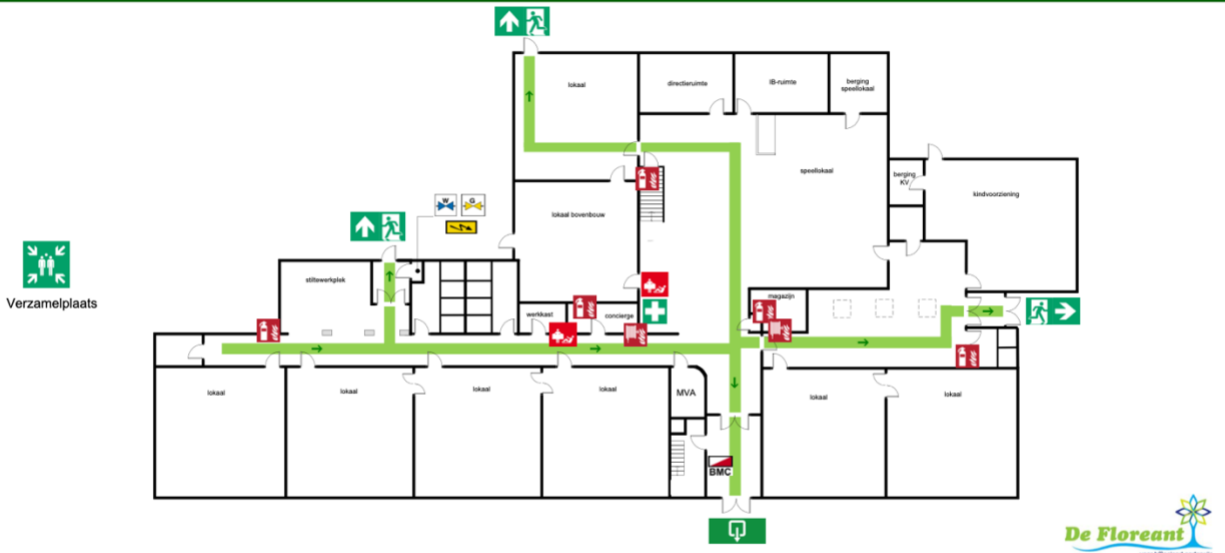 lokaal
directieruimte
IB-ruimte
berging
speellokaal
speellokaal
berging
KV
kindvoorziening
lokaal bovenbouw
W
G
Verzamelplaats
stiltewerkplek
magazijn
werkkast
concierge
lokaal
lokaal
lokaal
lokaal
MVA
lokaal
lokaal
BMC
De Floreant